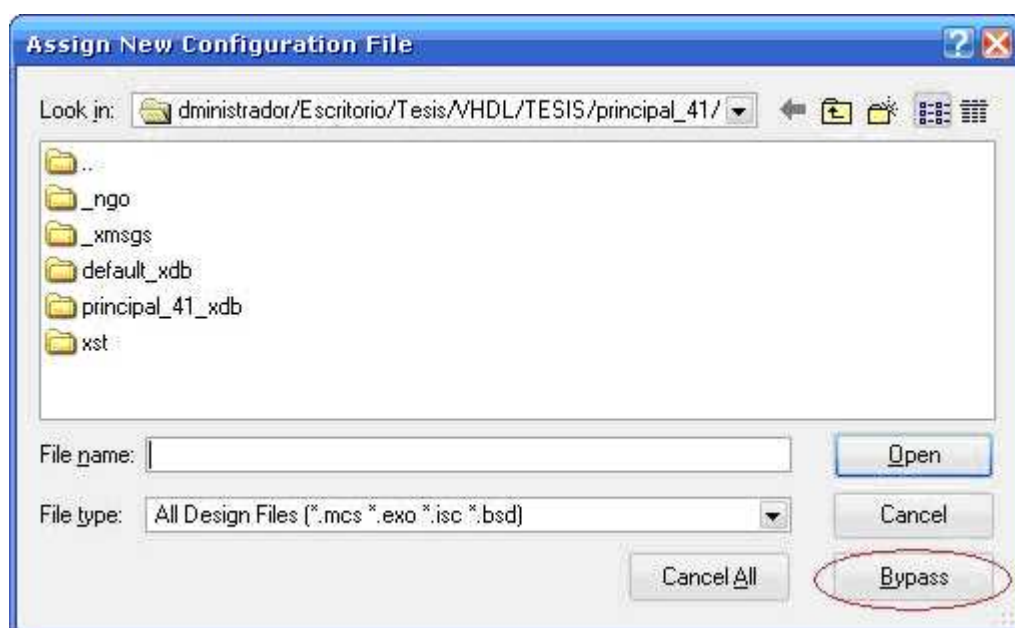 Assign New Configuration File
Look in: dministrador/Escritorio/Tesis/VHDL/TESIS/principal_41/
..
_ngo
_xmsgs
default_xdb
principal_41_xdb
xst
File name: Open
File type: All Design Files (*.mcs *.exo *.isc *.bsd) Cancel
Cancel All Bypass